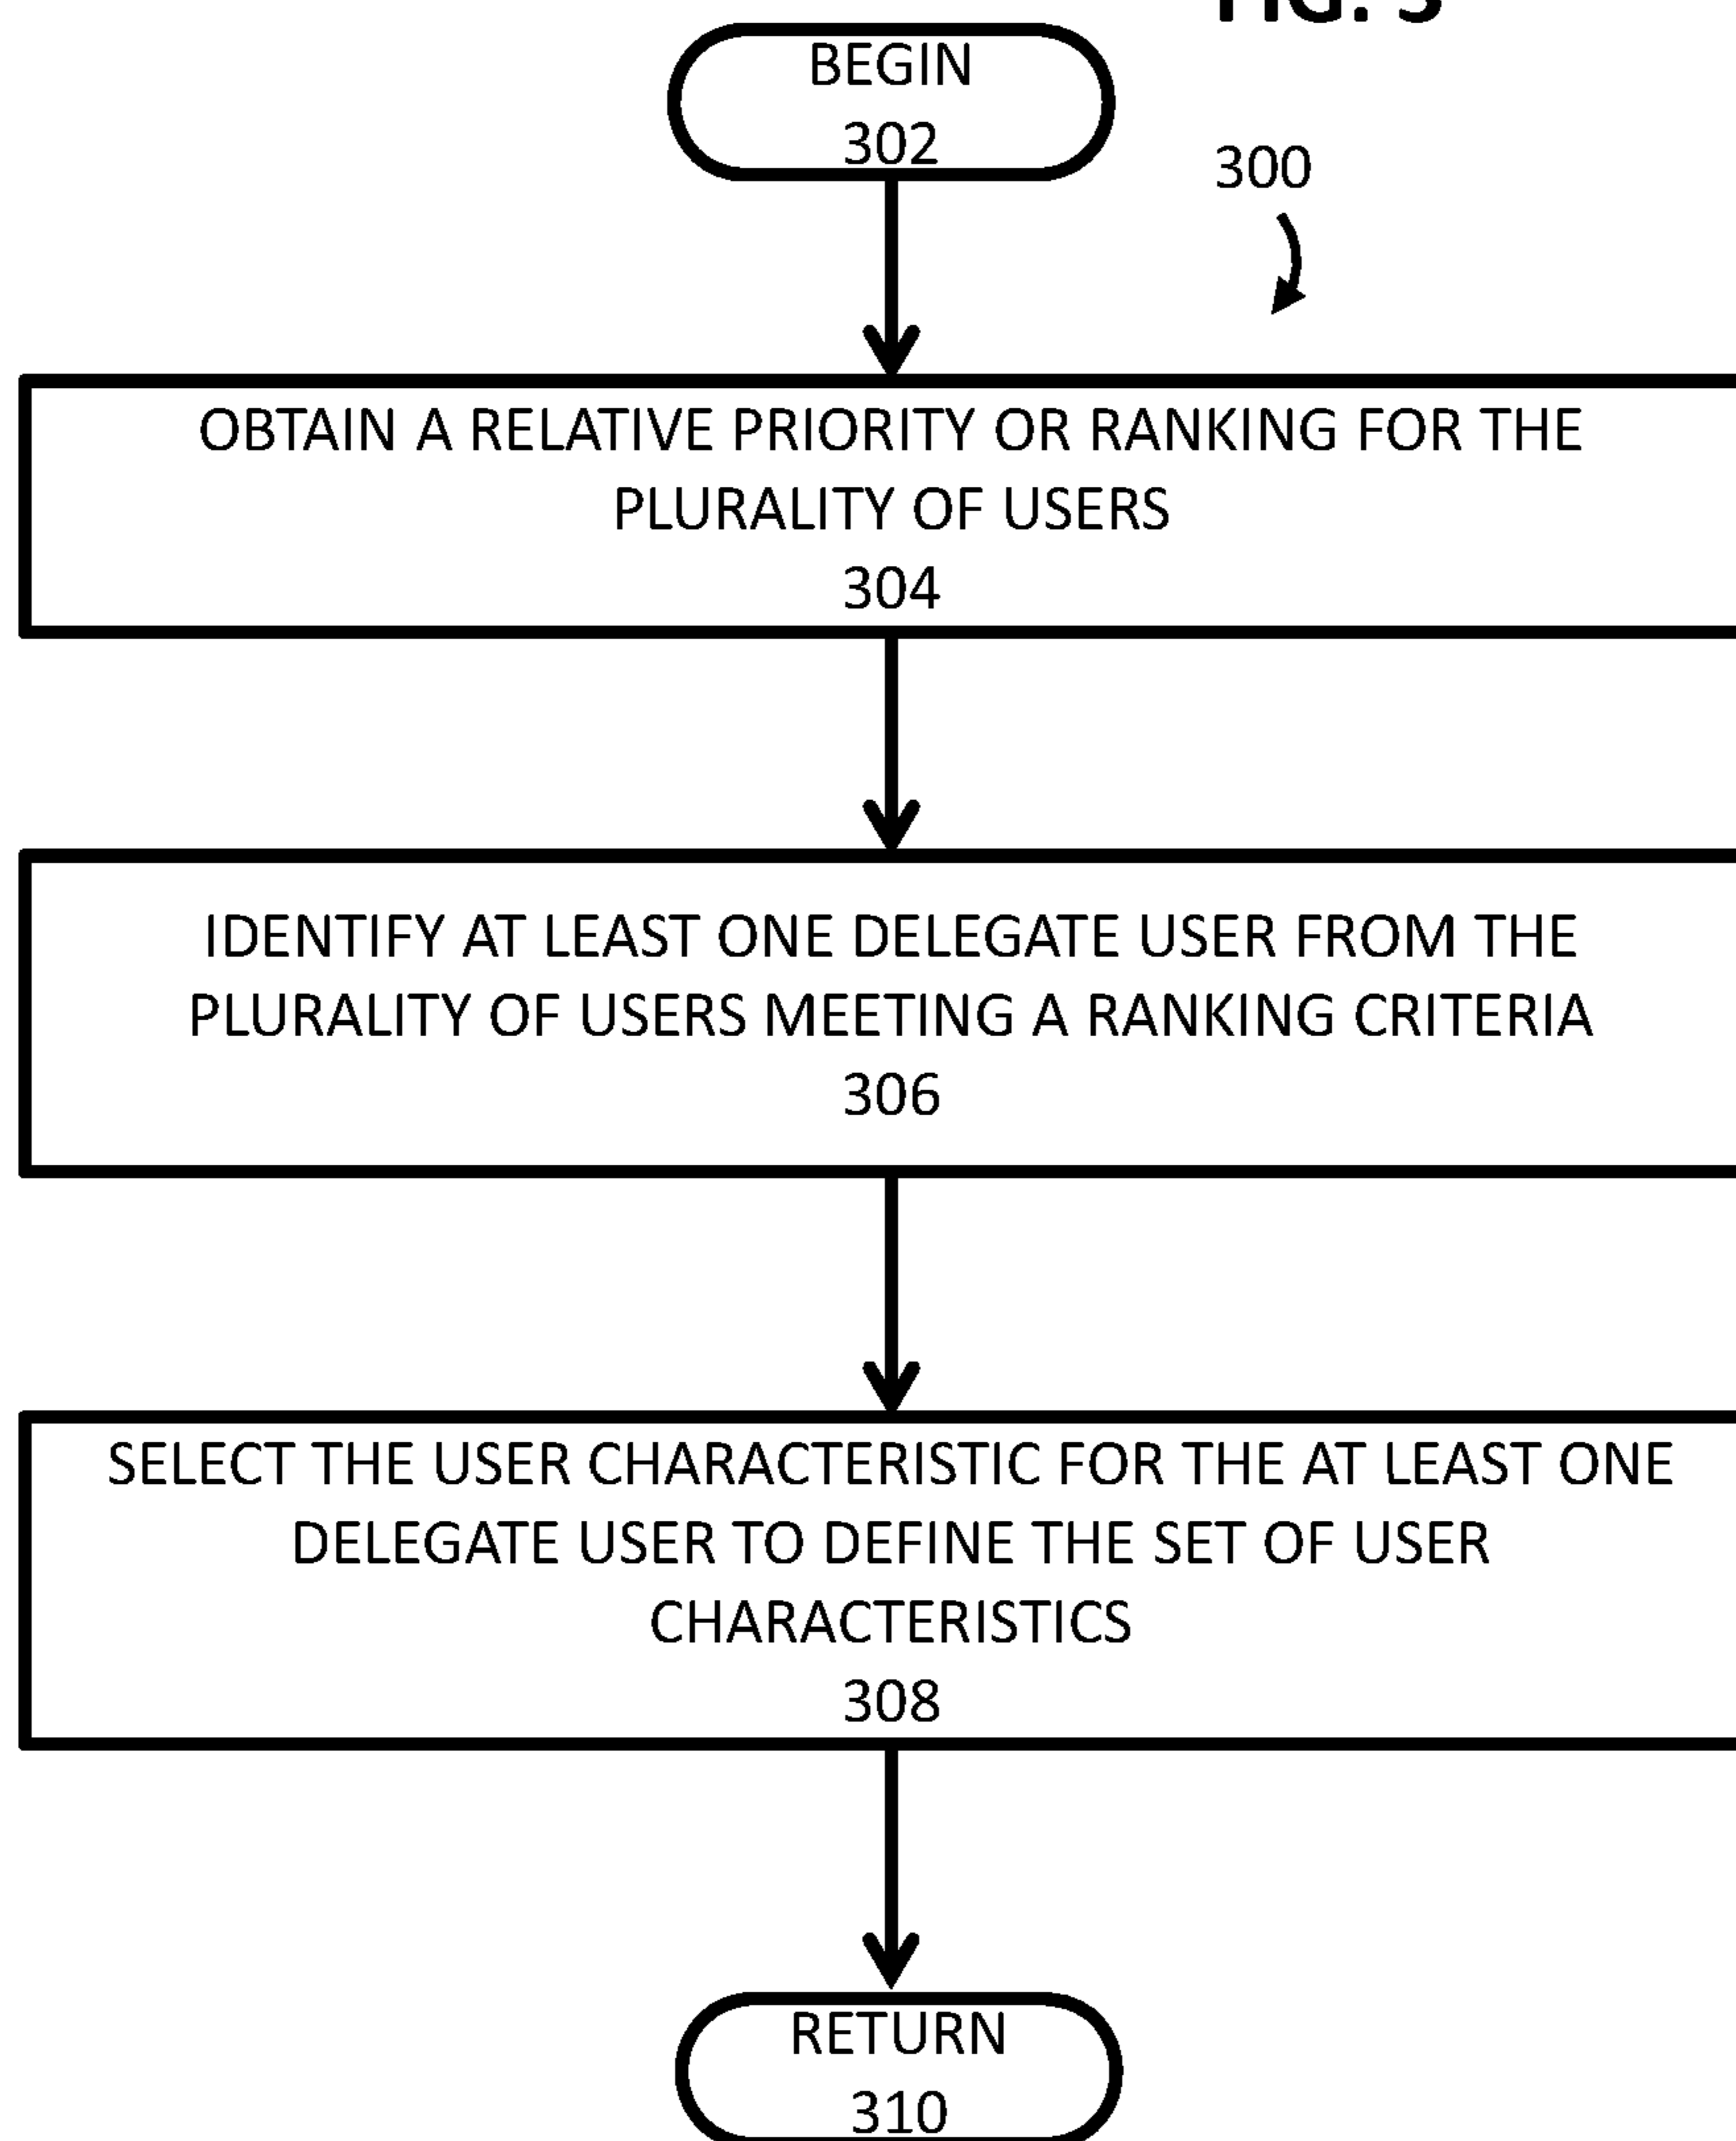 BEGIN
302
300
OBTAIN A RELATIVE PRIORITY OR RANKING FOR THE
PLURALITY OF USERS
304
IDENTIFY AT LEAST ONE DELEGATE USER FROM THE
PLURALITY OF USERS MEETING A RANKING CRITERIA
306
SELECT THE USER CHARACTERISTIC FOR THE AT LEAST ONE
DELEGATE USER TO DEFINE THE SET OF USER
CHARACTERISTICS
308
RETURN
310